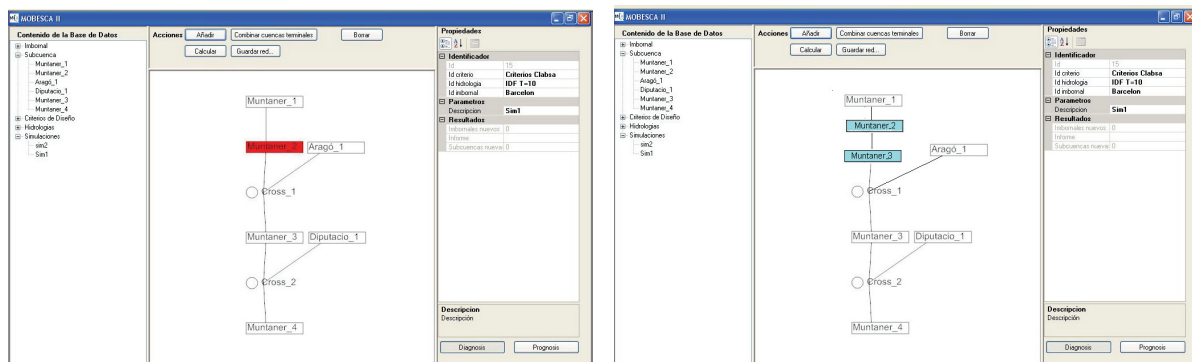 MOBESCA II
Contenido de la Base de Datos
Imbornal
Subcuenca
Muntaner_1
Muntaner_2
Aragó_1
Diputacio_1
Muntaner_3
Muntaner_4
Criterios de Diseño
Hidrologias
Simulaciones
sim2
Sim1
Acciones Añadir Combinar cuencas terminales Borrar
Calcular Guardar red...
Muntaner_1
Muntaner_2 Aragó_1
Cross_1
Muntaner_3 Diputacio_1
Cross_2
Muntaner_4
Propiedades
Identificador
Id 15
Id criterio Criterios Clabsa
Id hidrologia IDF T=10
Id imbornal Barcelon
Parametros
Descripcion Sim1
Resultados
Imbornales nuevos 0
Informe
Subcuencas nueva: 0
Descripcion
Descripción
Diagnosis Prognosis
MOBESCA II
Contenido de la Base de Datos
Imbornal
Subcuenca
Muntaner_1
Muntaner_2
Aragó_1
Diputacio_1
Muntaner_3
Muntaner_4
Criterios de Diseño
Hidrologias
Simulaciones
sim2
Sim1
Acciones Añadir Combinar cuencas terminales Borrar
Calcular Guardar red...
Muntaner_1
Muntaner_2
Muntaner_3
Aragó_1
Cross_1
Muntaner_3 Diputacio_1
Cross_2
Muntaner_4
Propiedades
Identificador
Id 15
Id criterio Criterios Clabsa
Id hidrologia IDF T=10
Id imbornal Barcelon
Parametros
Descripcion Sim1
Resultados
Imbornales nuevos 0
Informe
Subcuencas nueva: 0
Descripcion
Descripción
Diagnosis Prognosis